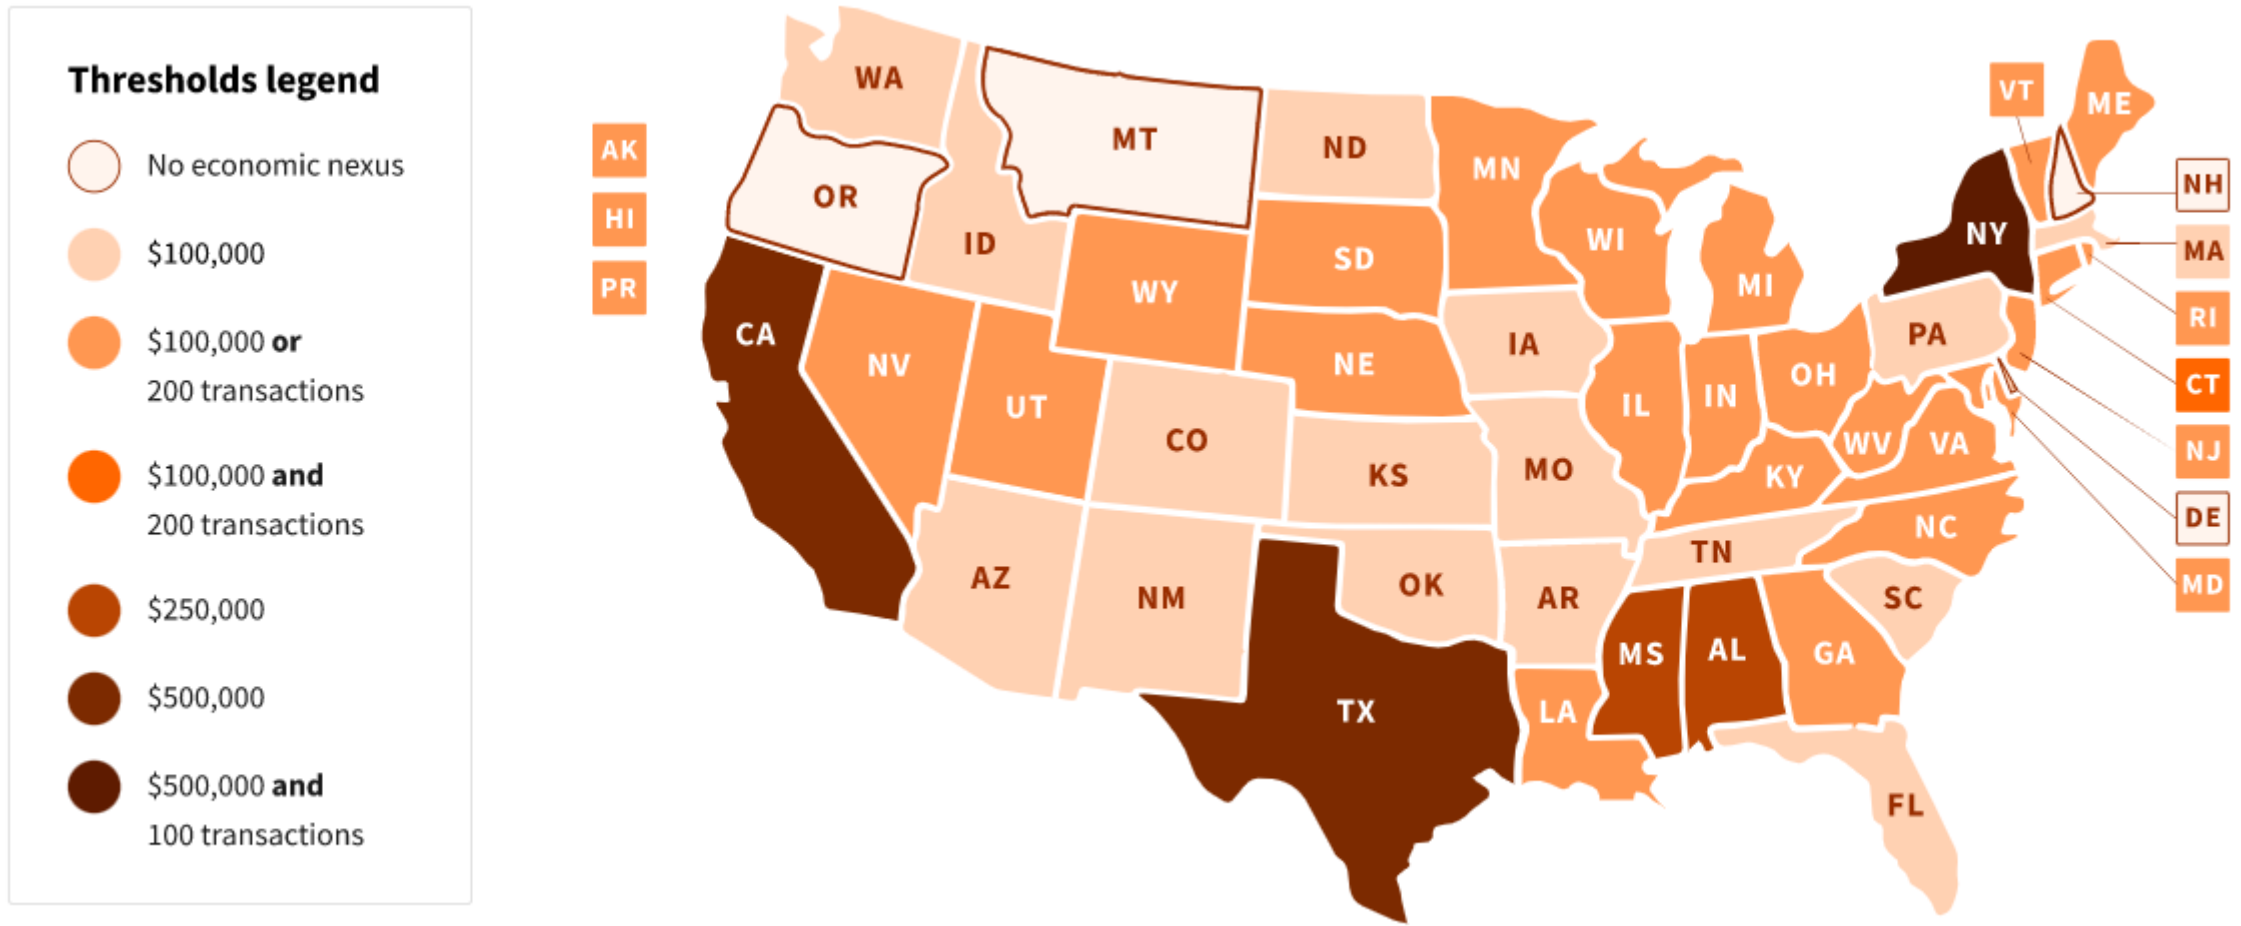 Thresholds legend
No economic nexus
$100,000
$100,000 or
200 transactions
$100,000 and
200 transactions
$250,000
$500,000
$500,000 and
100 transactions
AK
HI
PR
WA
OR
MT
ID
ND
MN
WI
MI
SD
WY
CA
NV
UT
NE
IA
CO
KS
MO
IL
IN
OH
PA
NY
VT
ME
NH
MA
RI
CT
NJ
DE
MD
WV
VA
KY
NC
TN
SC
AZ
NM
OK
AR
MS
AL
GA
LA
TX
FL